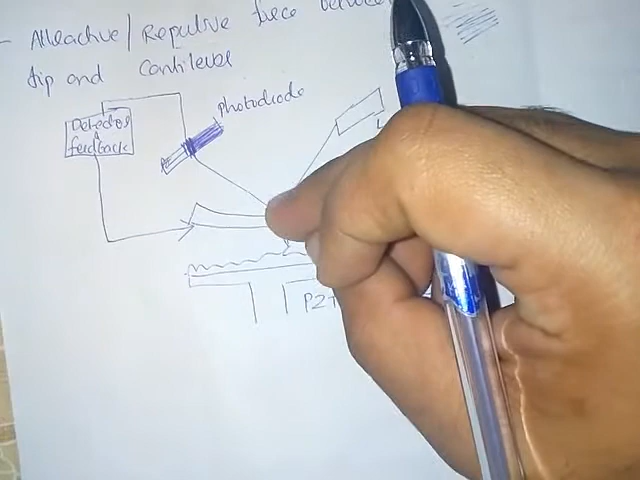 - Attractive / Repulsive force between
tip and Cantilever
Photodiode
Detector
feedback
PZT